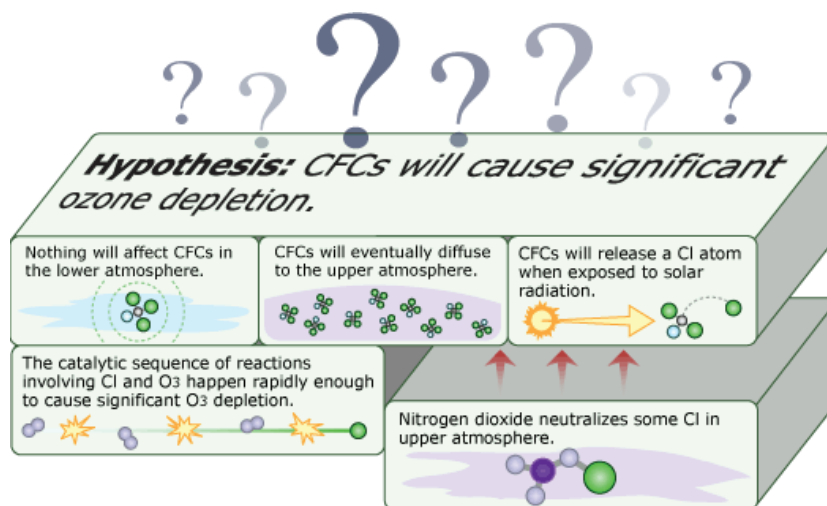 ? ? ? ? ? ? ?
Hypothesis: CFCs will cause significant
ozone depletion.
Nothing will affect CFCs in
the lower atmosphere.
CFCs will eventually diffuse
to the upper atmosphere.
CFCs will release a Cl atom
when exposed to solar
radiation.
The catalytic sequence of reactions
involving Cl and O3 happen rapidly enough
to cause significant O3 depletion.
Nitrogen dioxide neutralizes some Cl in
upper atmosphere.